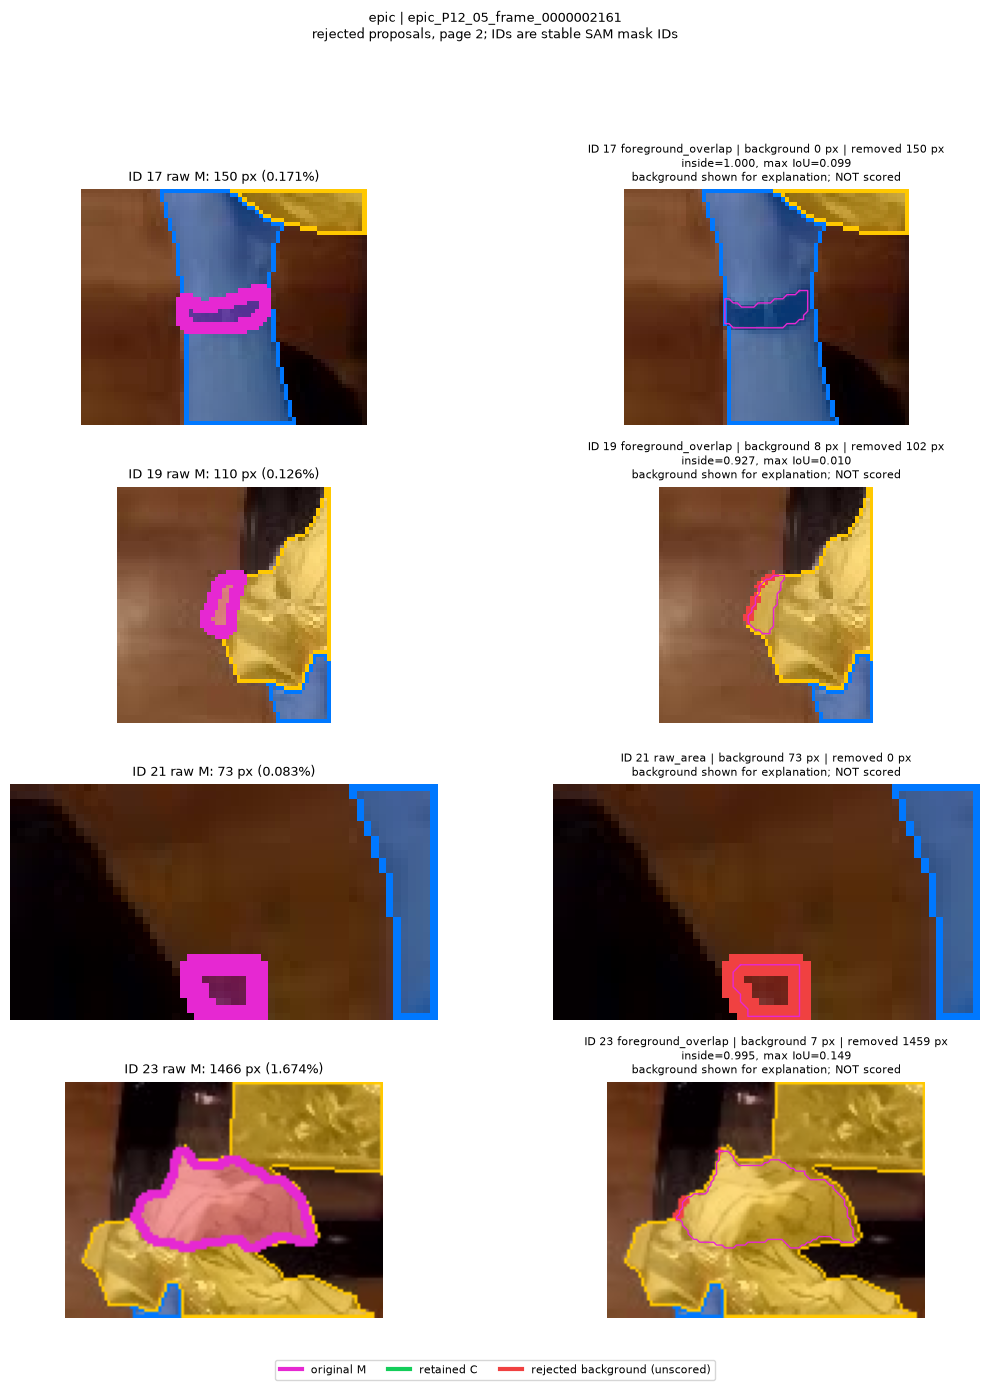 epic | epic_P12_05_frame_0000002161
rejected proposals, page 2; IDs are stable SAM mask IDs
ID 17 raw M: 150 px (0.171%)
ID 17 foreground_overlap | background 0 px | removed 150 px
inside=1.000, max IoU=0.099
background shown for explanation; NOT scored
ID 19 raw M: 110 px (0.126%)
ID 19 foreground_overlap | background 8 px | removed 102 px
inside=0.927, max IoU=0.010
background shown for explanation; NOT scored
ID 21 raw M: 73 px (0.083%)
ID 21 raw_area | background 73 px | removed 0 px
background shown for explanation; NOT scored
ID 23 raw M: 1466 px (1.674%)
ID 23 foreground_overlap | background 7 px | removed 1459 px
inside=0.995, max IoU=0.149
background shown for explanation; NOT scored
original M
retained C
rejected background (unscored)